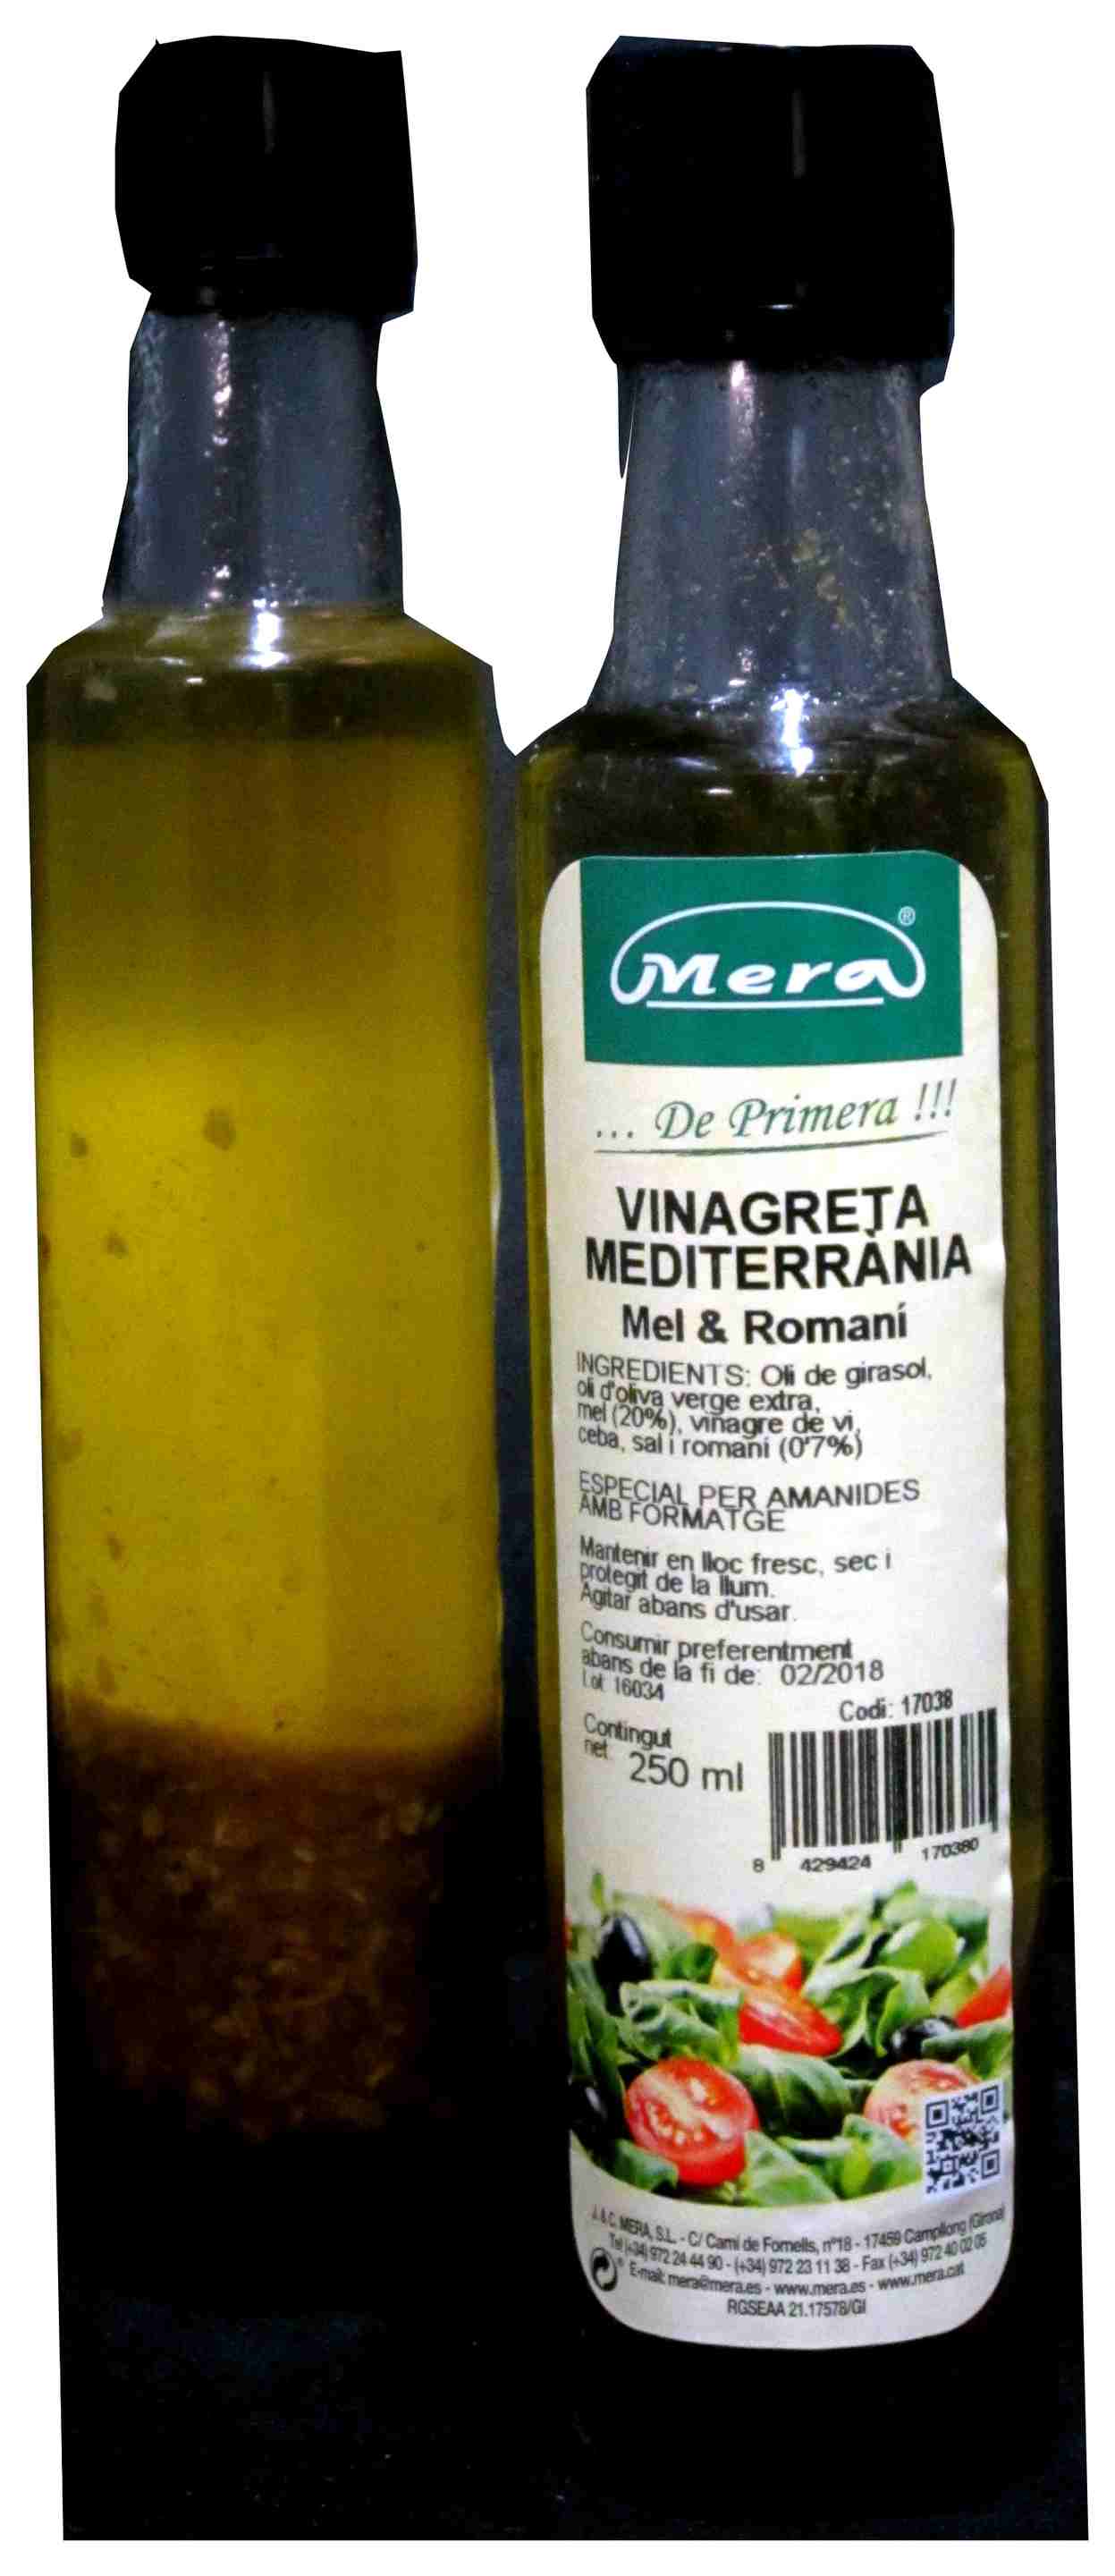 Mera®
... De Primera !!!
VINAGRETA
MEDITERRÀNIA
Mel & Romaní
INGREDIENTS: Oli de girasol,
oli d'oliva verge extra,
mel (20%), vinagre de vi,
ceba, sal i romaní (0'7%)
ESPECIAL PER AMANIDES
AMB FORMATGE
Mantenir en lloc fresc, sec i
protegit de la llum.
Agitar abans d'usar.
Consumir preferentment
abans de la fi de: 02/2018
Lot: 16034
Codi: 17038
Contingut
net: 250 ml
8 429424 170380
J. & C. MERA, S.L. - C/ Camí de Fornells, nº18 - 17459 Campllong (Girona)
Tel (+34) 972 24 44 90 - (+34) 972 23 11 38 - Fax (+34) 972 40 02 05
E-mail: mera@mera.es - www.mera.es - www.mera.cat
RGSEAA 21.17578/GI